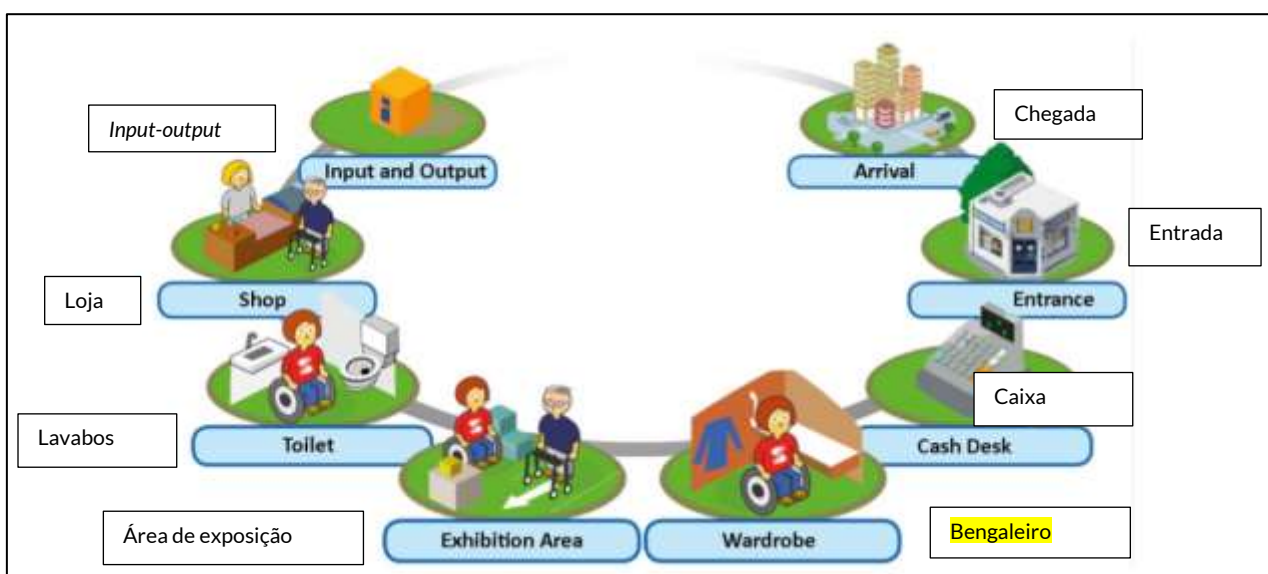 Input-output
Chegada
Input and Output
Arrival
Entrada
Loja
Shop
Entrance
Caixa
Lavabos
Toilet
Cash Desk
Área de exposição
Exhibition Area
Wardrobe
Bengaleiro